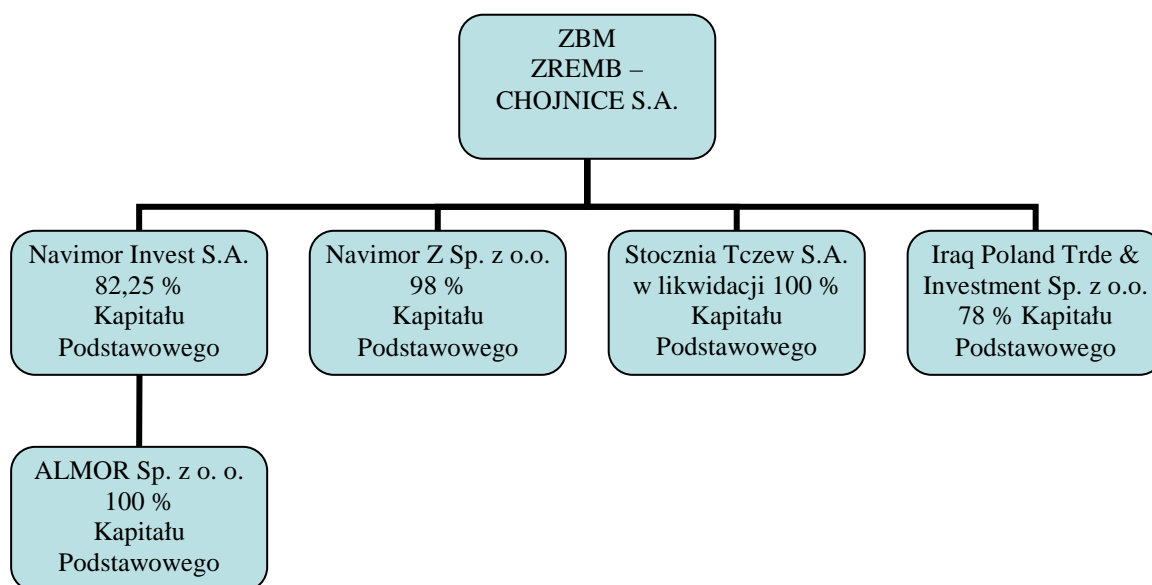 ZBM
ZREMB –
CHOJNICE S.A.
Navimor Invest S.A.
82,25 %
Kapitału
Podstawowego
Navimor Z Sp. z o.o.
98 %
Kapitału
Podstawowego
Stocznia Tczew S.A.
w likwidacji 100 %
Kapitału
Podstawowego
Iraq Poland Trde &
Investment Sp. z o.o.
78 % Kapitału
Podstawowego
ALMOR Sp. z o. o.
100 %
Kapitału
Podstawowego